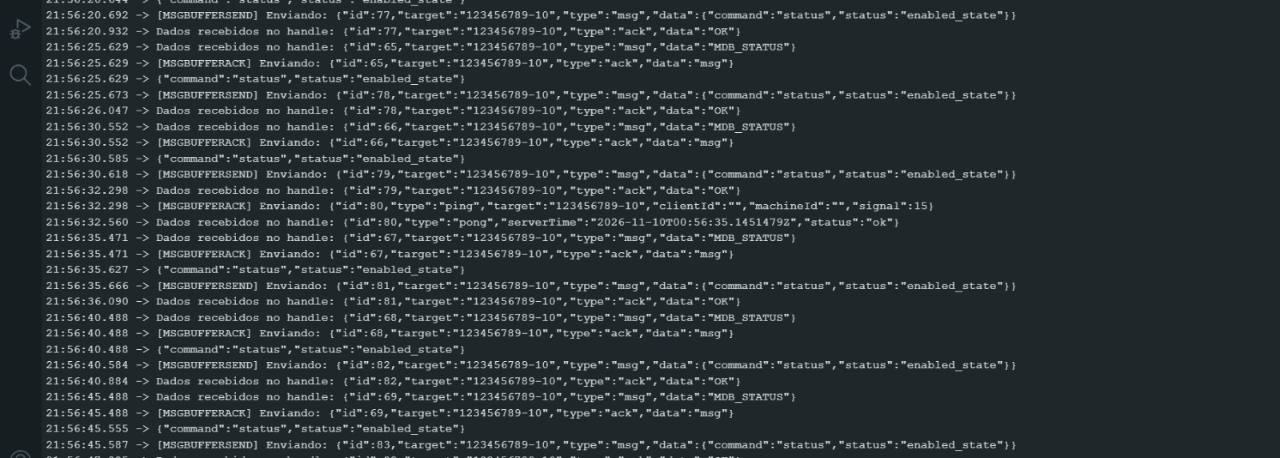 21:56:20.692 -> [MSGBUFFERSEND] Enviando: {"id":77,"target":"123456789-10","type":"msg","data":{"command":"status","status":"enabled_state"}}
21:56:20.932 -> Dados recebidos no handle: {"id":77,"target":"123456789-10","type":"ack","data":"OK"}
21:56:25.629 -> Dados recebidos no handle: {"id":65,"target":"123456789-10","type":"msg","data":"MDB_STATUS"}
21:56:25.629 -> [MSGBUFFERACK] Enviando: {"id":65,"target":"123456789-10","type":"ack","data":"msg"}
21:56:25.629 -> {"command":"status","status":"enabled_state"}
21:56:25.673 -> [MSGBUFFERSEND] Enviando: {"id":78,"target":"123456789-10","type":"msg","data":{"command":"status","status":"enabled_state"}}
21:56:26.047 -> Dados recebidos no handle: {"id":78,"target":"123456789-10","type":"ack","data":"OK"}
21:56:30.552 -> Dados recebidos no handle: {"id":66,"target":"123456789-10","type":"msg","data":"MDB_STATUS"}
21:56:30.552 -> [MSGBUFFERACK] Enviando: {"id":66,"target":"123456789-10","type":"ack","data":"msg"}
21:56:30.585 -> {"command":"status","status":"enabled_state"}
21:56:30.618 -> [MSGBUFFERSEND] Enviando: {"id":79,"target":"123456789-10","type":"msg","data":{"command":"status","status":"enabled_state"}}
21:56:32.298 -> Dados recebidos no handle: {"id":79,"target":"123456789-10","type":"ack","data":"OK"}
21:56:32.298 -> [MSGBUFFERSEND] Enviando: {"id":80,"type":"ping","target":"123456789-10","clientId":"","machineId":"","signal":15}
21:56:32.560 -> Dados recebidos no handle: {"id":80,"type":"pong","serverTime":"2026-11-10T00:56:35.14514792Z","status":"ok"}
21:56:35.471 -> Dados recebidos no handle: {"id":67,"target":"123456789-10","type":"msg","data":"MDB_STATUS"}
21:56:35.471 -> [MSGBUFFERACK] Enviando: {"id":67,"target":"123456789-10","type":"ack","data":"msg"}
21:56:35.627 -> {"command":"status","status":"enabled_state"}
21:56:35.666 -> [MSGBUFFERSEND] Enviando: {"id":81,"target":"123456789-10","type":"msg","data":{"command":"status","status":"enabled_state"}}
21:56:36.090 -> Dados recebidos no handle: {"id":81,"target":"123456789-10","type":"ack","data":"OK"}
21:56:40.488 -> Dados recebidos no handle: {"id":68,"target":"123456789-10","type":"msg","data":"MDB_STATUS"}
21:56:40.488 -> [MSGBUFFERACK] Enviando: {"id":68,"target":"123456789-10","type":"ack","data":"msg"}
21:56:40.488 -> {"command":"status","status":"enabled_state"}
21:56:40.584 -> [MSGBUFFERSEND] Enviando: {"id":82,"target":"123456789-10","type":"msg","data":{"command":"status","status":"enabled_state"}}
21:56:40.884 -> Dados recebidos no handle: {"id":82,"target":"123456789-10","type":"ack","data":"OK"}
21:56:45.488 -> Dados recebidos no handle: {"id":69,"target":"123456789-10","type":"msg","data":"MDB_STATUS"}
21:56:45.488 -> [MSGBUFFERACK] Enviando: {"id":69,"target":"123456789-10","type":"ack","data":"msg"}
21:56:45.555 -> {"command":"status","status":"enabled_state"}
21:56:45.587 -> [MSGBUFFERSEND] Enviando: {"id":83,"target":"123456789-10","type":"msg","data":{"command":"status","status":"enabled_state"}}